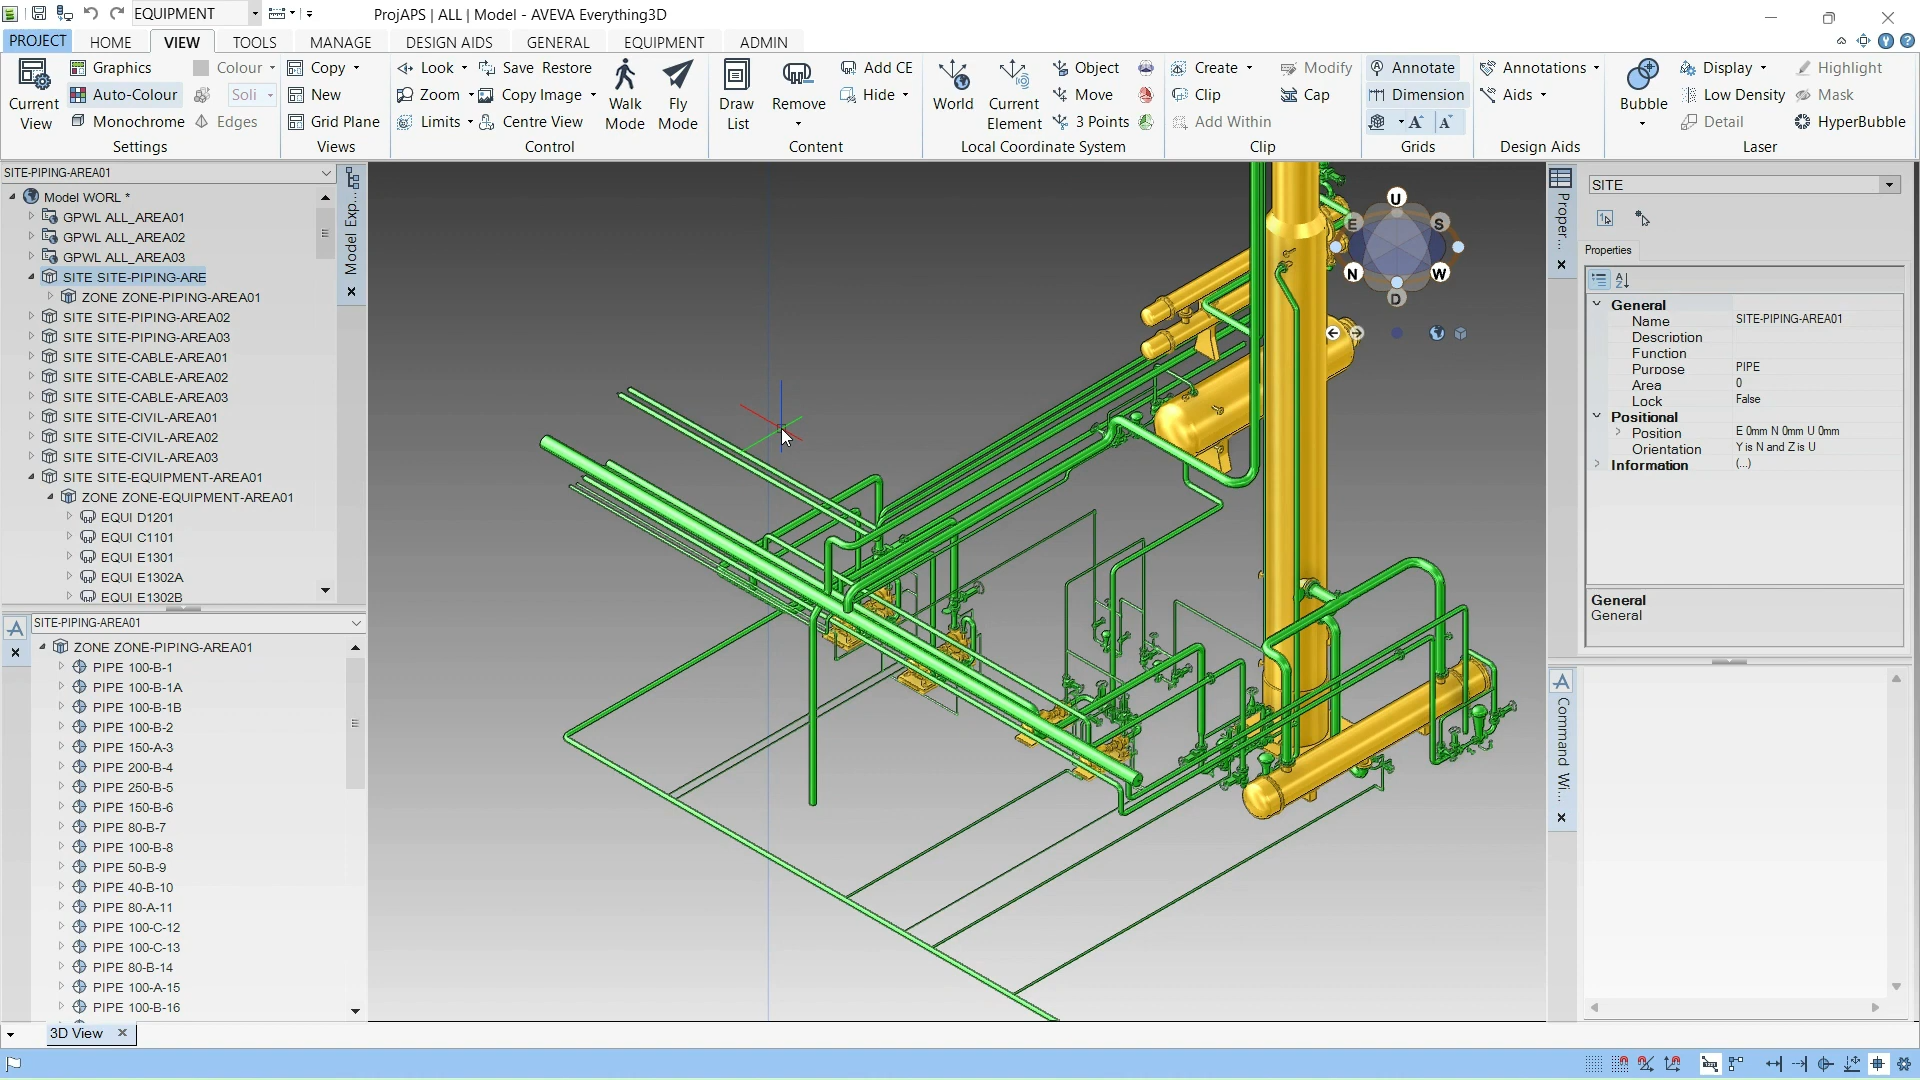 EQUIPMENT
ProjAPS | ALL | Model - AVEVA Everything3D
PROJECT HOME VIEW TOOLS MANAGE DESIGN AIDS GENERAL EQUIPMENT ADMIN
Current View
Graphics
Auto-Colour
Monochrome
Colour
Soli
Edges
Settings
Copy
New
Grid Plane
Views
Look
Zoom
Limits
Save Restore
Copy Image
Centre View
Walk Mode
Fly Mode
Control
Draw List
Remove
Add CE
Hide
Content
World
Current Element
Object
Move
3 Points
Local Coordinate System
Create
Clip
Add Within
Modify
Cap
Clip
Annotate
Dimension
A A
Grids
Annotations
Aids
Design Aids
Bubble
Display
Low Density
Detail
Highlight
Mask
HyperBubble
Laser
SITE-PIPING-AREA01
Model WORL *
GPWL ALL_AREA01
GPWL ALL_AREA02
GPWL ALL_AREA03
SITE SITE-PIPING-ARE
ZONE ZONE-PIPING-AREA01
SITE SITE-PIPING-AREA02
SITE SITE-PIPING-AREA03
SITE SITE-CABLE-AREA01
SITE SITE-CABLE-AREA02
SITE SITE-CABLE-AREA03
SITE SITE-CIVIL-AREA01
SITE SITE-CIVIL-AREA02
SITE SITE-CIVIL-AREA03
SITE SITE-EQUIPMENT-AREA01
ZONE ZONE-EQUIPMENT-AREA01
EQUI D1201
EQUI C1101
EQUI E1301
EQUI E1302A
EQUI E1302B
Model Exp...
SITE-PIPING-AREA01
ZONE ZONE-PIPING-AREA01
PIPE 100-B-1
PIPE 100-B-1A
PIPE 100-B-1B
PIPE 100-B-2
PIPE 150-A-3
PIPE 200-B-4
PIPE 250-B-5
PIPE 150-B-6
PIPE 80-B-7
PIPE 100-B-8
PIPE 50-B-9
PIPE 40-B-10
PIPE 80-A-11
PIPE 100-C-12
PIPE 100-C-13
PIPE 80-B-14
PIPE 100-A-15
PIPE 100-B-16
3D View
U
E S
N W
D
Proper...
SITE
Properties
General
Name SITE-PIPING-AREA01
Description
Function
Purpose PIPE
Area 0
Lock False
Positional
Position E 0mm N 0mm U 0mm
Orientation Y is N and Z is U
Information (...)
General
General
Command Wi...